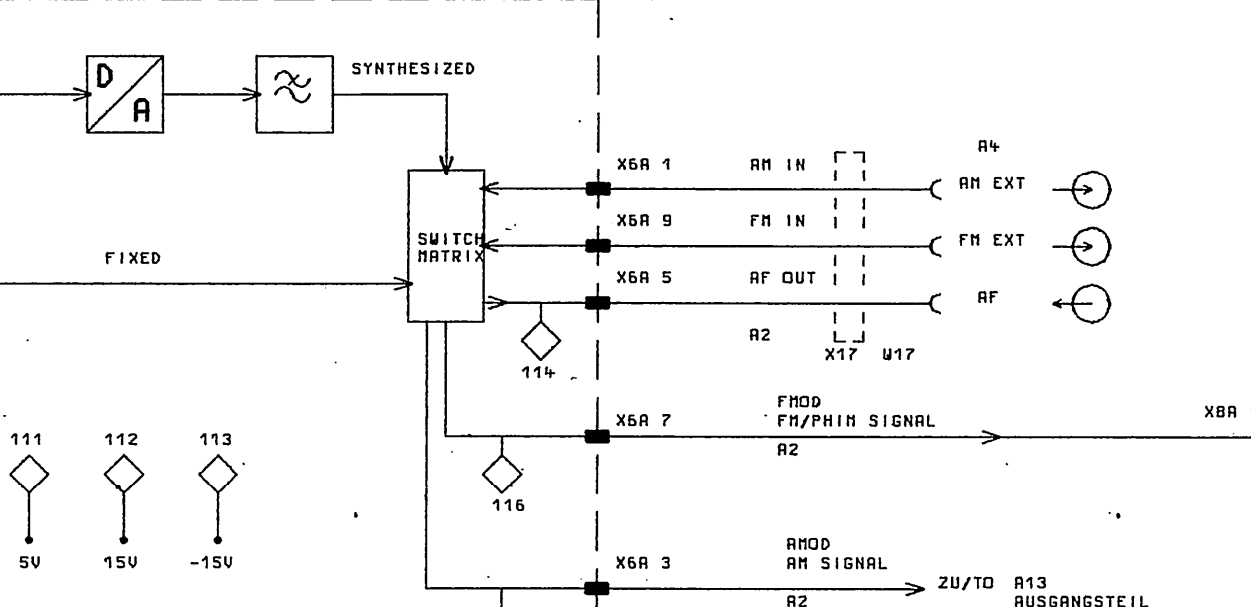 D
A
SYNTHESIZED
X6A 1
AM IN
A4
AM EXT
X6A 9
FM IN
FM EXT
SWITCH
MATRIX
FIXED
X6A 5
AF OUT
AF
A2
X17
W17
114
FMOD
X6A 7
FM/PHIM SIGNAL
X8A
A2
111
112
113
116
5V
15V
-15V
AMOD
X6A 3
AM SIGNAL
ZU/TO
A13
A2
AUSGANGSTEIL